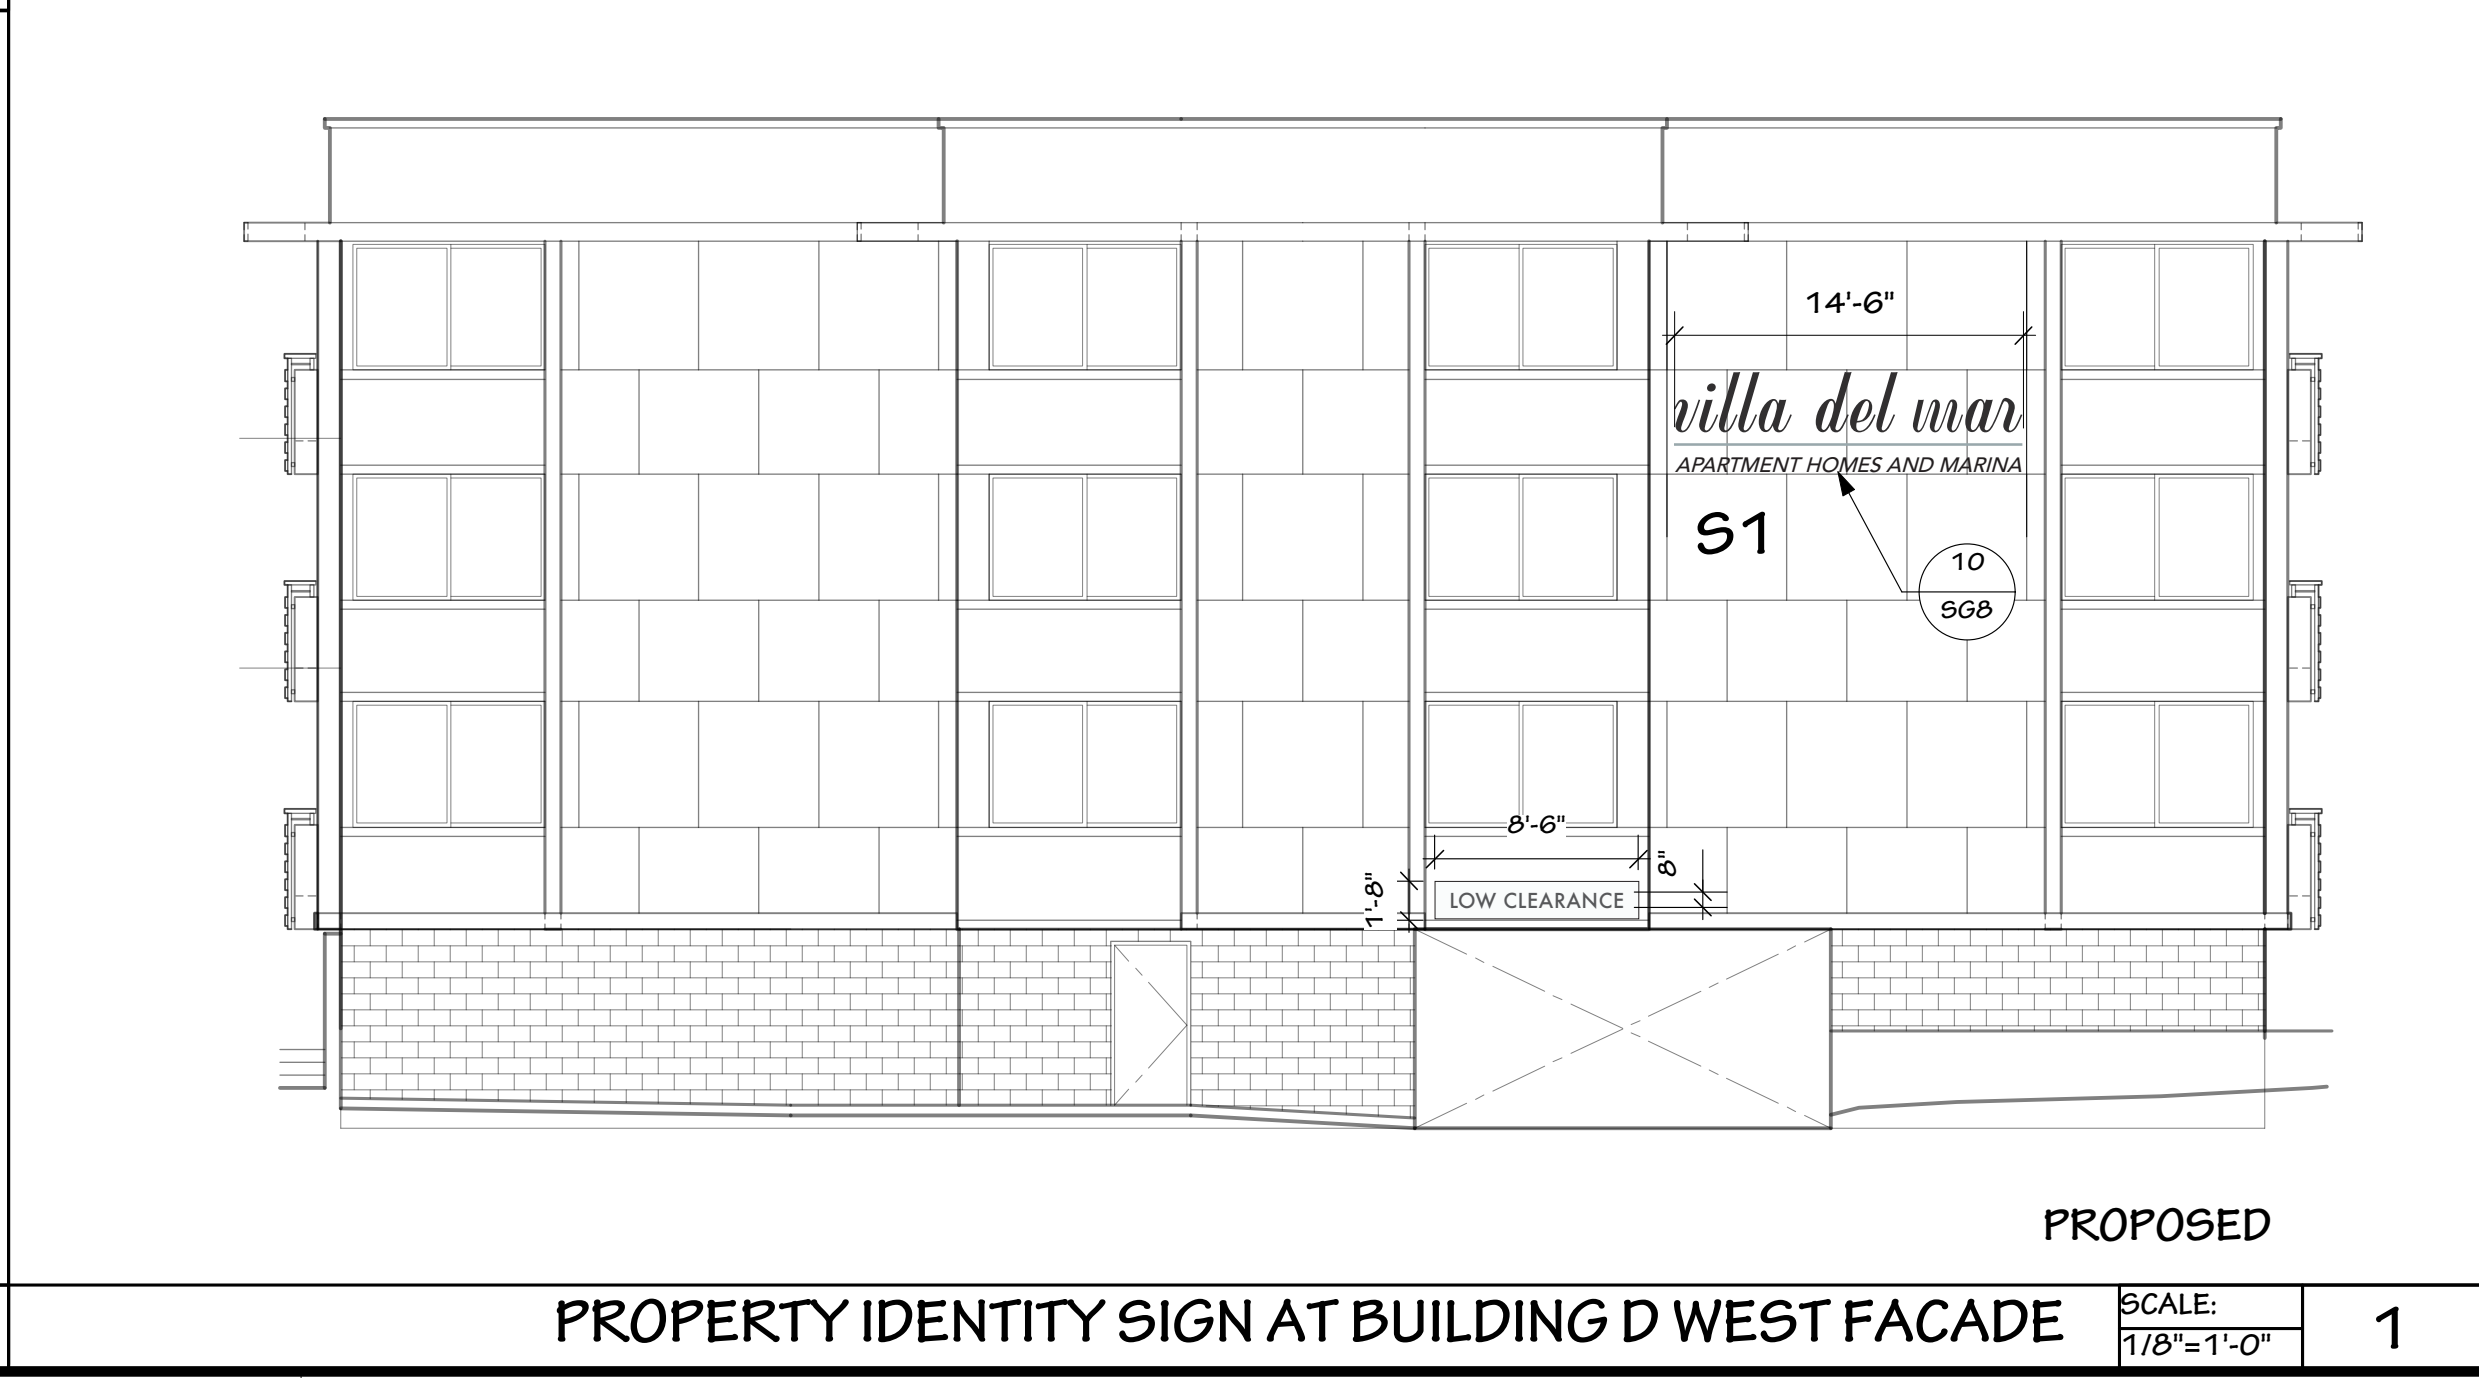 14'-6"
villa del mar
APARTMENT HOMES AND MARINA
S1
10
SG8
8'-6"
8"
1'-8"
LOW CLEARANCE
PROPOSED
PROPERTY IDENTITY SIGN AT BUILDING D WEST FACADE
SCALE:
1/8"=1'-0"
1